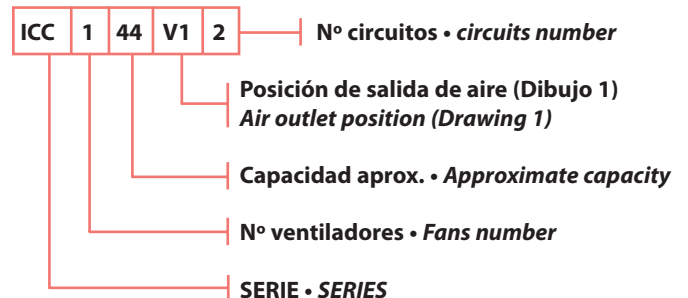 ICC 1 44 V1 2
Nº circuitos • circuits number
Posición de salida de aire (Dibujo 1)
Air outlet position (Drawing 1)
Capacidad aprox. • Approximate capacity
Nº ventiladores • Fans number
SERIE • SERIES